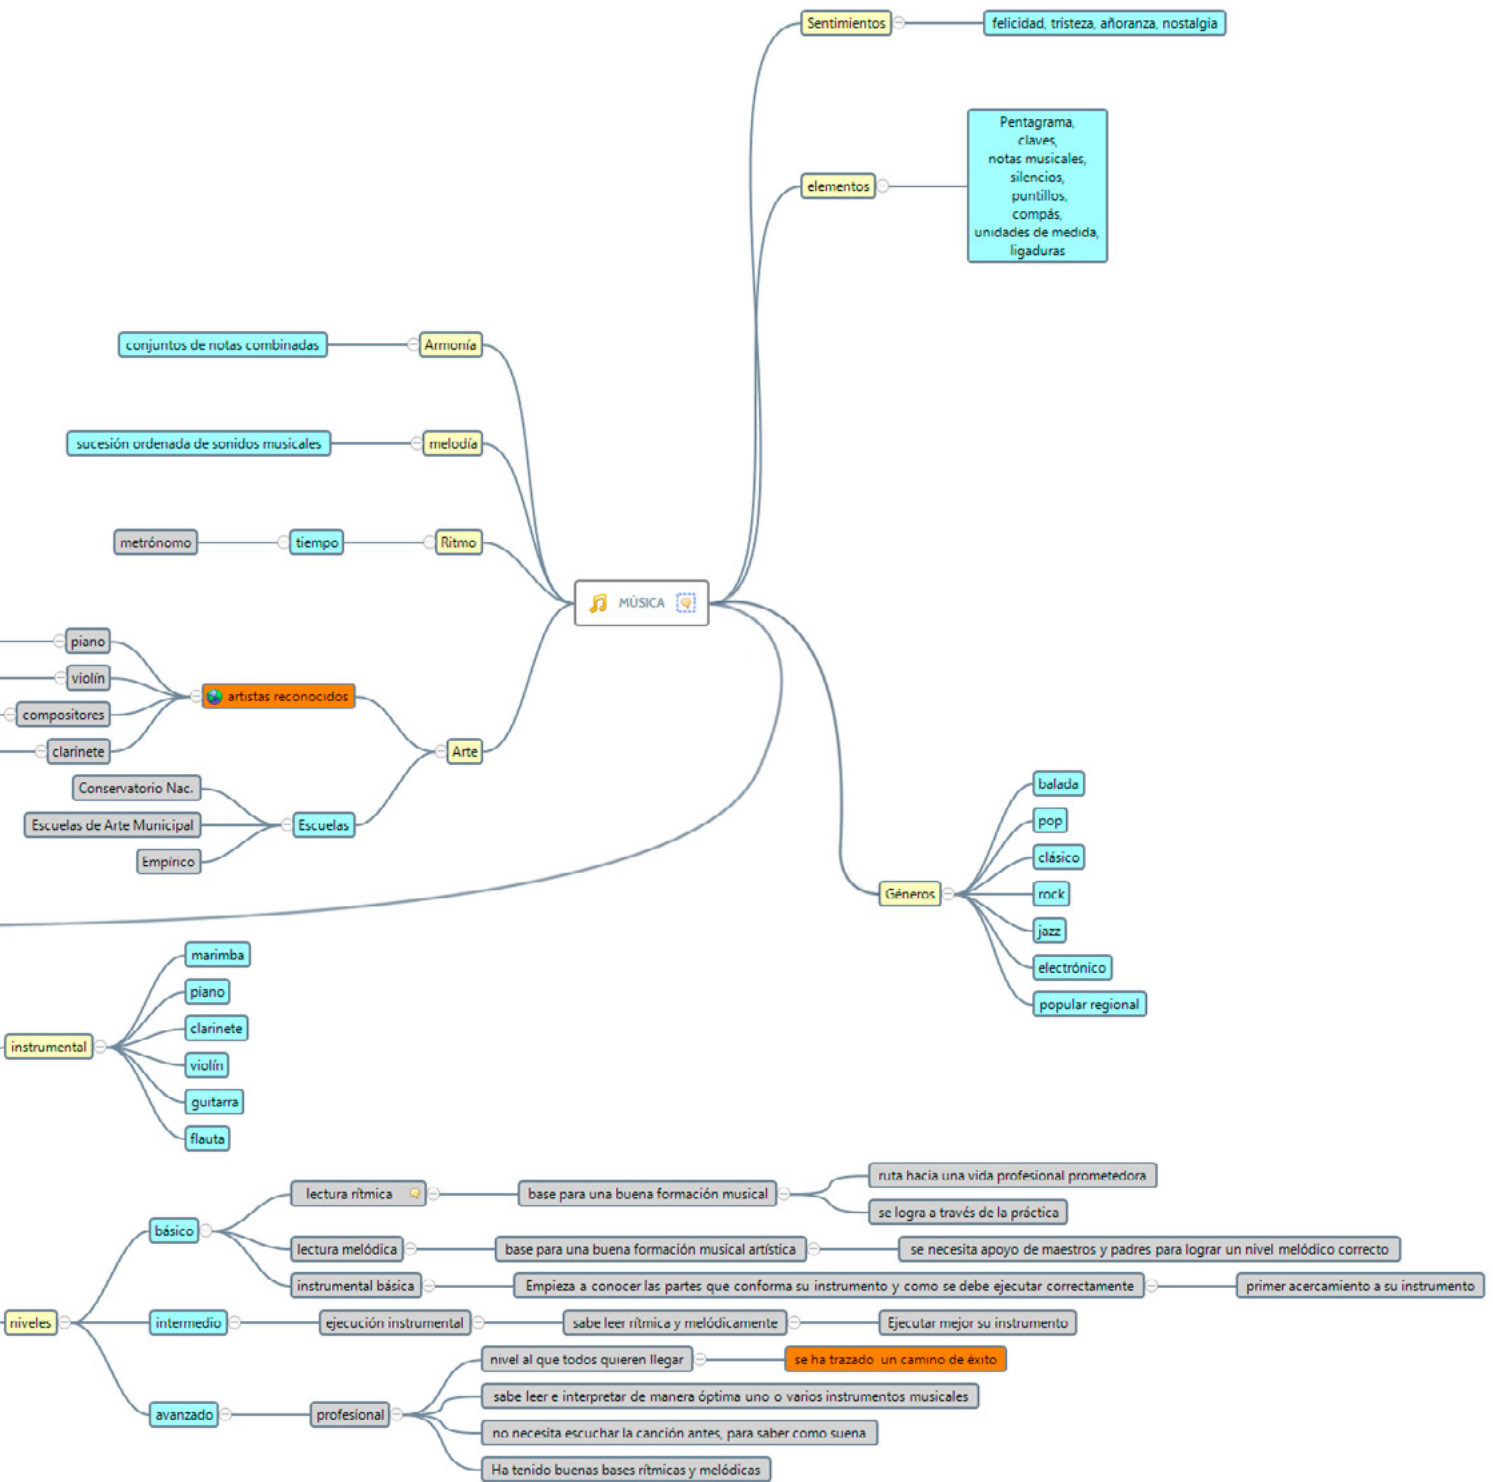 Sentimientos
felicidad, tristeza, añoranza, nostalgia
elementos
Pentagrama,
claves,
notas musicales,
silencios,
puntillos,
compás,
unidades de medida,
ligaduras
conjuntos de notas combinadas
Armonía
sucesión ordenada de sonidos musicales
melodía
metrónomo
tiempo
Ritmo
MÚSICA
piano
violín
compositores
clarinete
artistas reconocidos
Arte
Conservatorio Nac.
Escuelas de Arte Municipal
Empírico
Escuelas
Géneros
balada
pop
clásico
rock
jazz
electrónico
popular regional
instrumental
marimba
piano
clarinete
violín
guitarra
flauta
niveles
básico
lectura rítmica
base para una buena formación musical
ruta hacia una vida profesional prometedora
se logra a través de la práctica
lectura melódica
base para una buena formación musical artística
se necesita apoyo de maestros y padres para lograr un nivel melódico correcto
instrumental básica
Empieza a conocer las partes que conforma su instrumento y como se debe ejecutar correctamente
primer acercamiento a su instrumento
intermedio
ejecución instrumental
sabe leer rítmica y melódicamente
Ejecutar mejor su instrumento
avanzado
profesional
nivel al que todos quieren llegar
se ha trazado un camino de éxito
sabe leer e interpretar de manera óptima uno o varios instrumentos musicales
no necesita escuchar la canción antes, para saber como suena
Ha tenido buenas bases rítmicas y melódicas